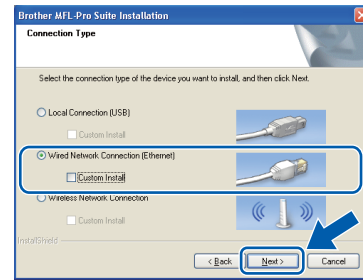 Brother MFL-Pro Suite Installation
Connection Type
Select the connection type of the device you want to install, and then click Next.
Local Connection (USB)
Custom Install
Wired Network Connection (Ethernet)
Custom Install
Wireless Network Connection
Custom Install
InstallShield
< Back
Next >
Cancel